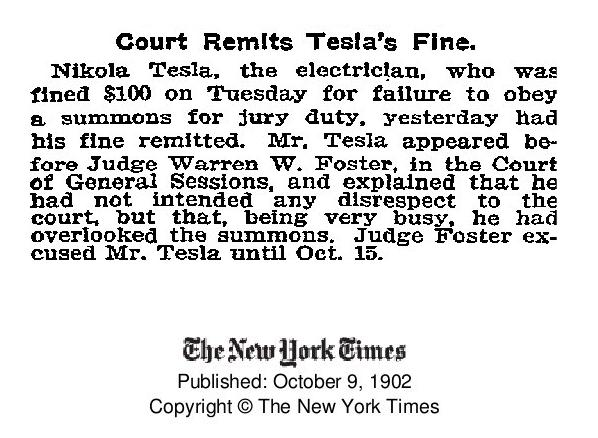 Court Remits Tesla's Fine.
Nikola Tesla, the electrician, who was
fined $100 on Tuesday for failure to obey
a summons for jury duty, yesterday had
his fine remitted. Mr. Tesla appeared be-
fore Judge Warren W. Foster, in the Court
of General Sessions, and explained that he
had not intended any disrespect to the
court, but that, being very busy, he had
overlooked the summons. Judge Foster ex-
cused Mr. Tesla until Oct. 15.
The New York Times
Published: October 9, 1902
Copyright © The New York Times